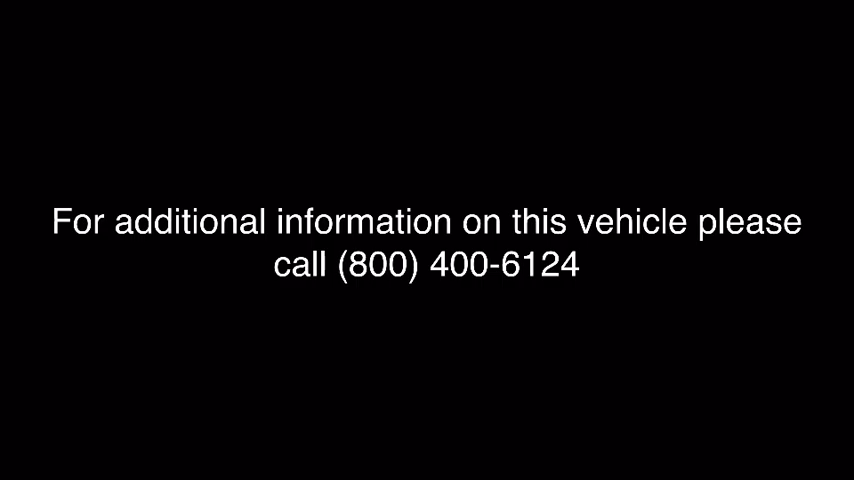 For additional information on this vehicle please
call (800) 400-6124